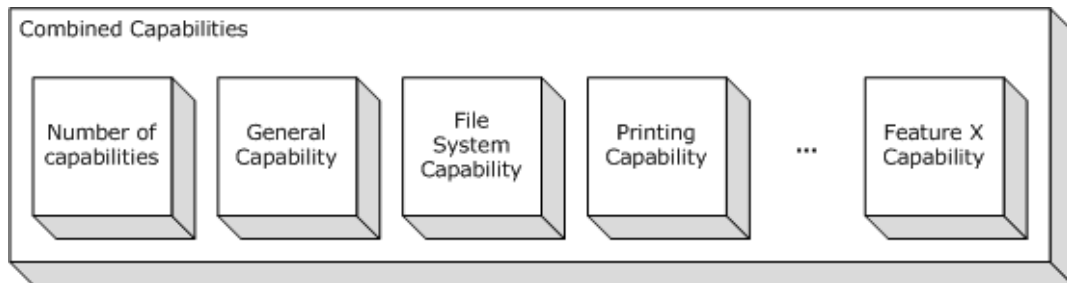 Combined Capabilities
Number of
capabilities
General
Capability
File
System
Capability
Printing
Capability
...
Feature X
Capability